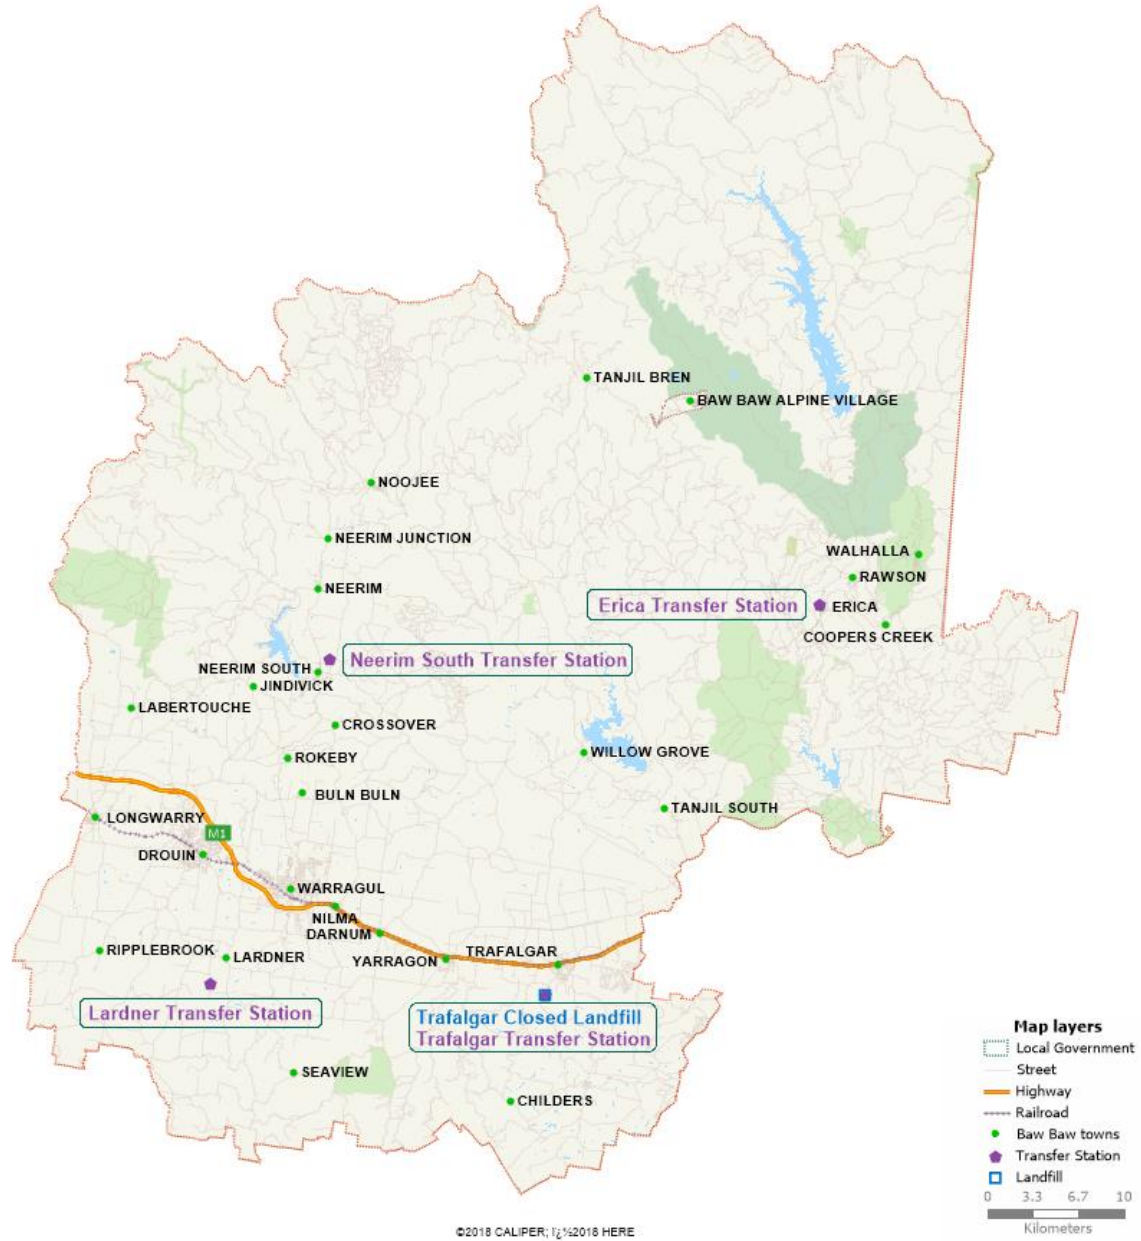 TANJIL BREN
BAW BAW ALPINE VILLAGE
NOOJEE
NEERIM JUNCTION
WALHALLA
RAWSON
NEERIM
Erica Transfer Station
ERICA
COOPERS CREEK
Neerim South Transfer Station
NEERIM SOUTH
JINDIVICK
LABERTOUCHE
CROSSOVER
WILLOW GROVE
ROKEBY
BULN BULN
TANJIL SOUTH
LONGWARRY
M1
DROUIN
WARRAGUL
NILMA
DARNUM
RIPPLEBROOK
LARDNER
YARRAGON
TRAFALGAR
Lardner Transfer Station
Trafalgar Closed Landfill
Trafalgar Transfer Station
SEAVIEW
CHILDERS
Map layers
Local Government
Street
Highway
Railroad
Baw Baw towns
Transfer Station
Landfill
0 3.3 6.7 10
Kilometers
©2018 CALIPER; ï¿½2018 HERE